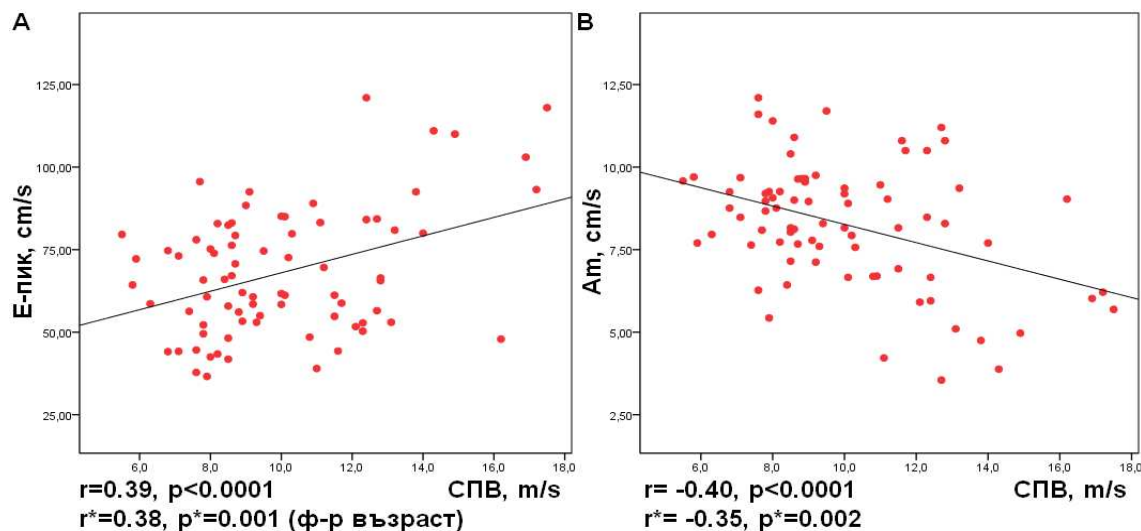 A
B
Е-пик, cm/s
125,00
100,00
75,00
50,00
25,00
6,0 8,0 10,0 12,0 14,0 16,0 18,0
СПВ, m/s
r=0.39, p<0.0001
r*=0.38, p*=0.001 (ф-р възраст)
Am, cm/s
12,50
10,00
7,50
5,00
2,50
6,0 8,0 10,0 12,0 14,0 16,0 18,0
СПВ, m/s
r= -0.40, p<0.0001
r*= -0.35, p*=0.002